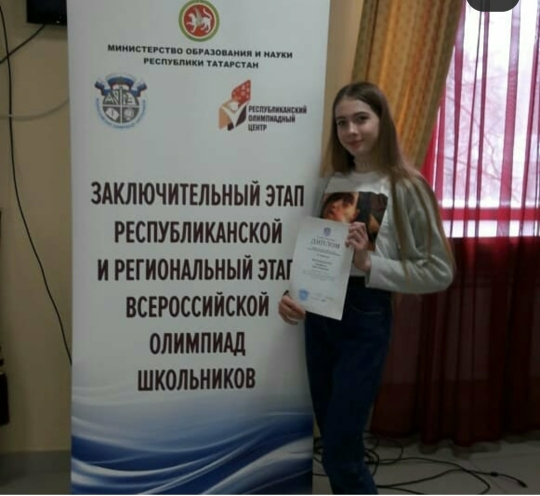 МИНИСТЕРСТВО ОБРАЗОВАНИЯ И НАУКИ
РЕСПУБЛИКИ ТАТАРСТАН
РЕСПУБЛИКАНСКИЙ
ОЛИМПИАДНЫЙ
ЦЕНТР
ЗАКЛЮЧИТЕЛЬНЫЙ ЭТАП
РЕСПУБЛИКАНСКОЙ
И РЕГИОНАЛЬНЫЙ ЭТАП
ВСЕРОССИЙСКОЙ
ОЛИМПИАД
ШКОЛЬНИКОВ
ДИПЛОМ